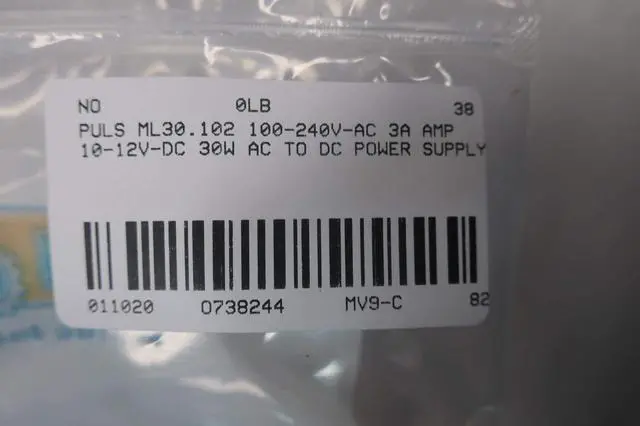 NO 0LB 38
PULS ML30.102 100-240V-AC 3A AMP
10-12V-DC 30W AC TO DC POWER SUPPLY
011020 0738244 MV9-C 82